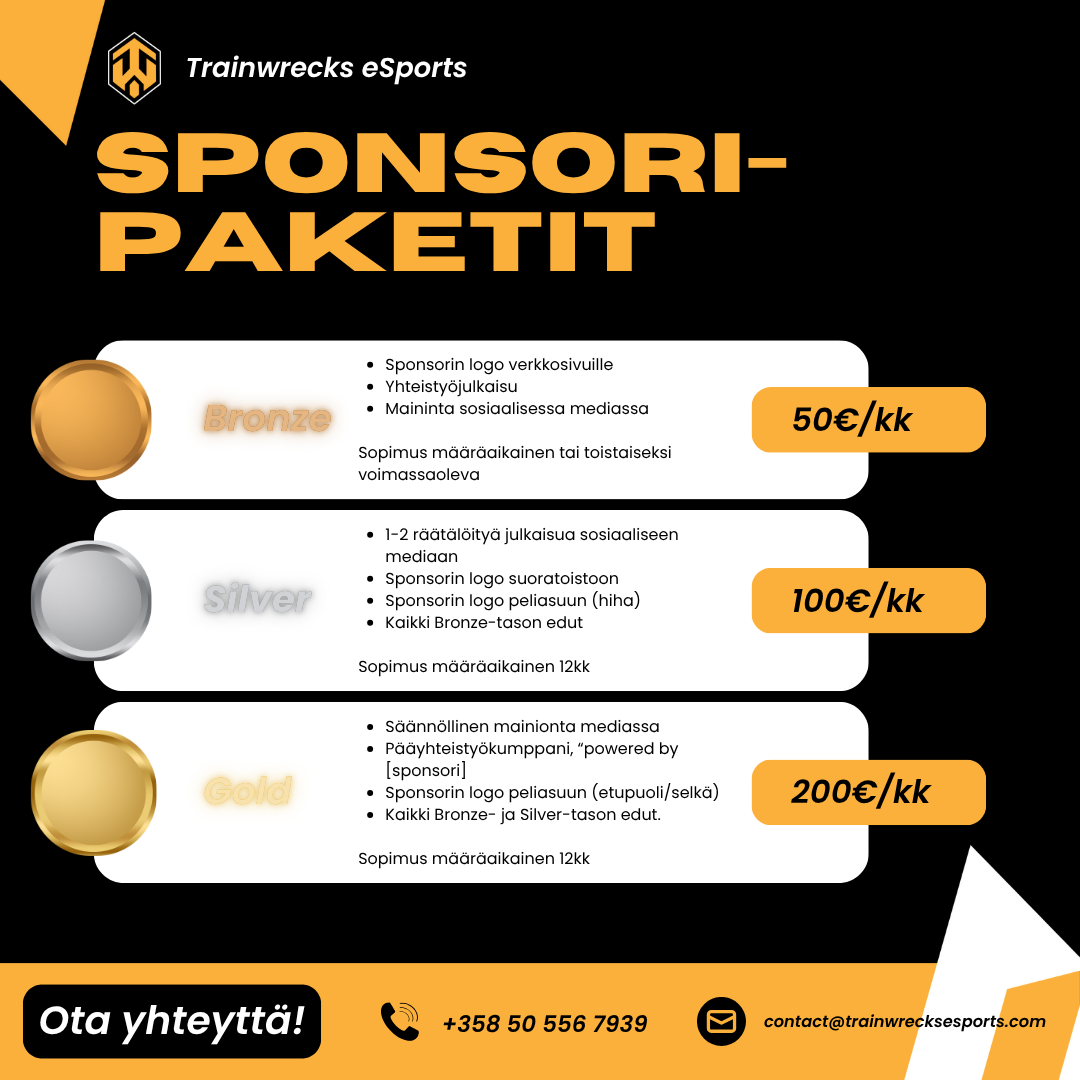 Trainwrecks eSports
SPONSORI-
PAKETIT
Bronze
• Sponsorin logo verkkosivuille
• Yhteistyöjulkaisu
• Maininta sosiaalisessa mediassa
Sopimus määräaikainen tai toistaiseksi
voimassaoleva
50€/kk
Silver
• 1-2 räätälöityä julkaisua sosiaaliseen
mediaan
• Sponsorin logo suoratoistoon
• Sponsorin logo peliasuun (hiha)
• Kaikki Bronze-tason edut
Sopimus määräaikainen 12kk
100€/kk
Gold
• Säännöllinen mainionta mediassa
• Pääyhteistyökumppani, “powered by
[sponsori]
• Sponsorin logo peliasuun (etupuoli/selkä)
• Kaikki Bronze- ja Silver-tason edut.
Sopimus määräaikainen 12kk
200€/kk
Ota yhteyttä!
+358 50 556 7939
contact@trainwrecksesports.com